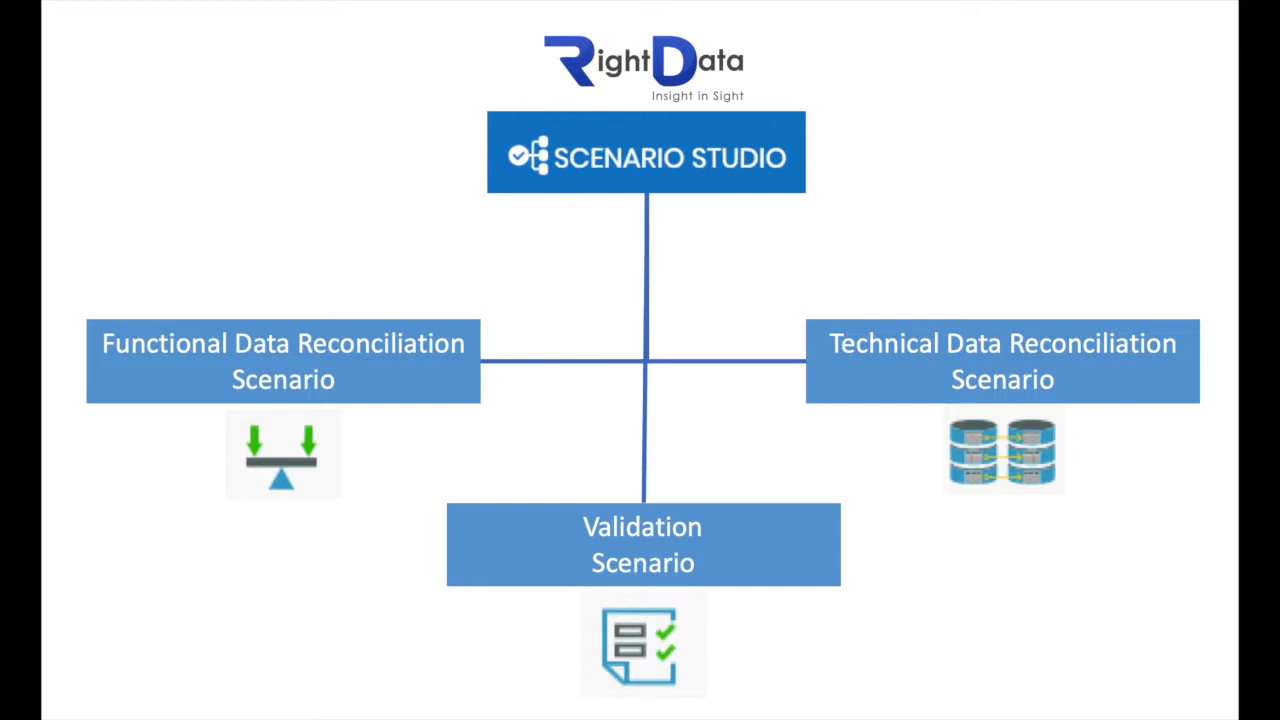 RightData
Insight in Sight
SCENARIO STUDIO
Functional Data Reconciliation
Scenario
Technical Data Reconciliation
Scenario
Validation
Scenario